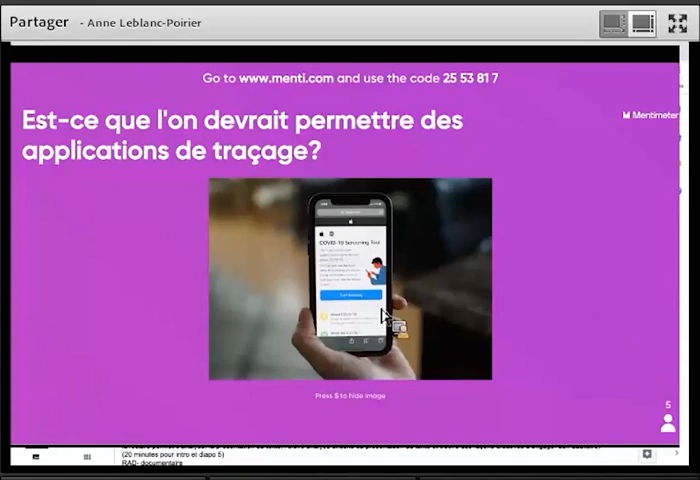 Partager - Anne Leblanc-Poirier
Go to www.menti.com and use the code 25 53 81 7
Est-ce que l'on devrait permettre des
applications de traçage?
Mentimeter
COVID-19 Screening Tool
Press S to hide image
5
(20 minutes pour intro et diapo 5)
RAD- documentaire